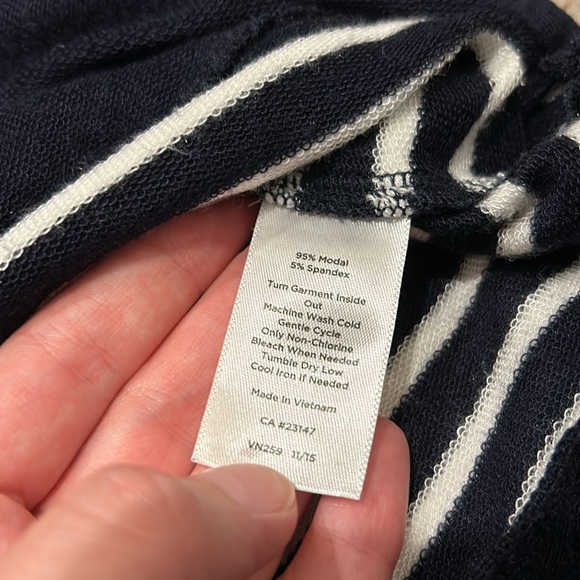 95% Modal
5% Spandex
Turn Garment Inside
Out
Machine Wash Cold
Gentle Cycle
Only Non-Chlorine
Bleach When Needed
Tumble Dry Low
Cool Iron if Needed
Made in Vietnam
CA #23147
VN259 11/15